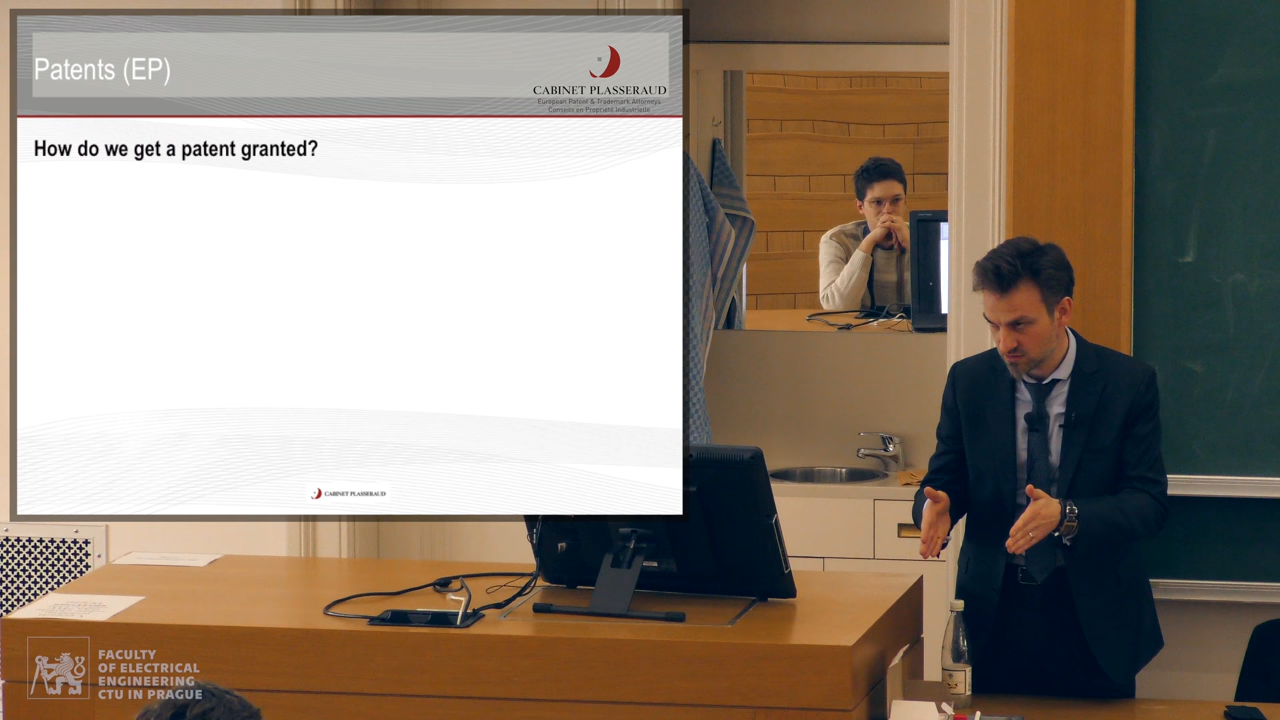 Patents (EP)
CABINET PLASSERAUD
European Patent & Trademark Attorneys
Conseils en Propriété Industrielle
How do we get a patent granted?
CABINET PLASSERAUD
FACULTY
OF ELECTRICAL
ENGINEERING
CTU IN PRAGUE